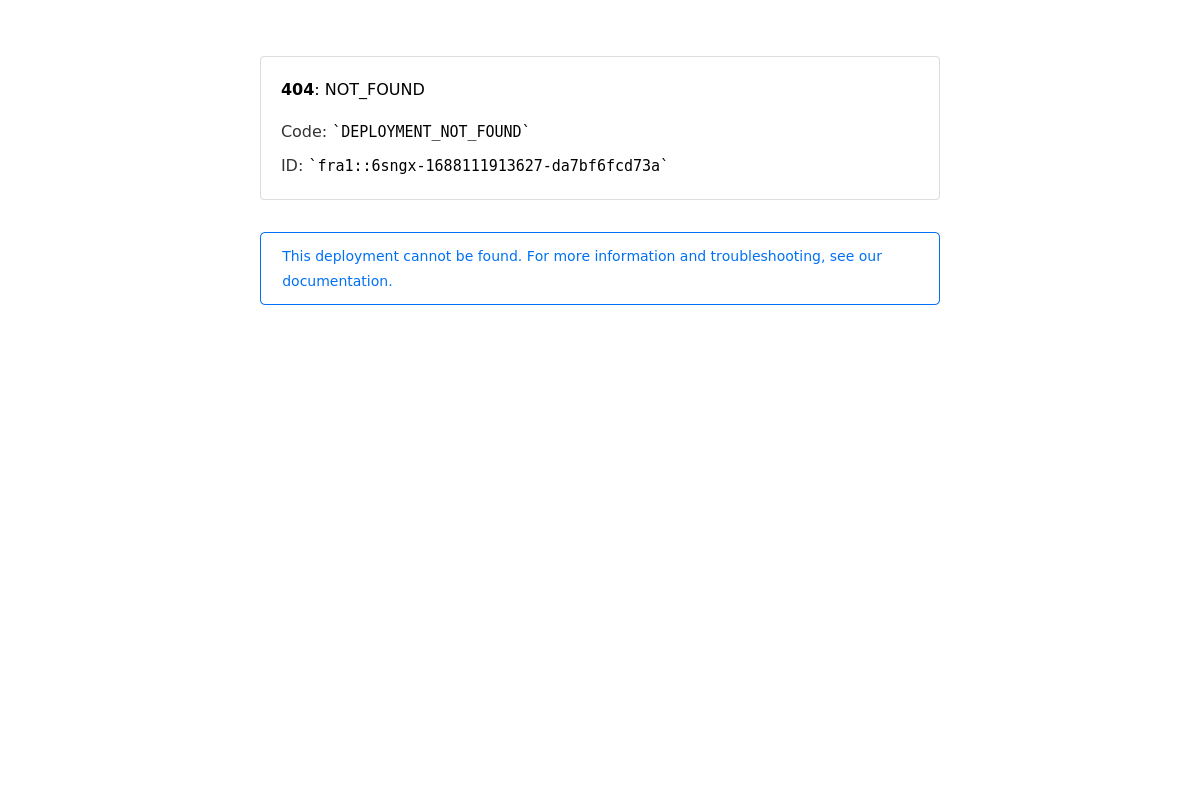 404: NOT_FOUND
Code: `DEPLOYMENT_NOT_FOUND`
ID: `fra1::6sngx-1688111913627-da7bf6fcd73a`
This deployment cannot be found. For more information and troubleshooting, see our
documentation.